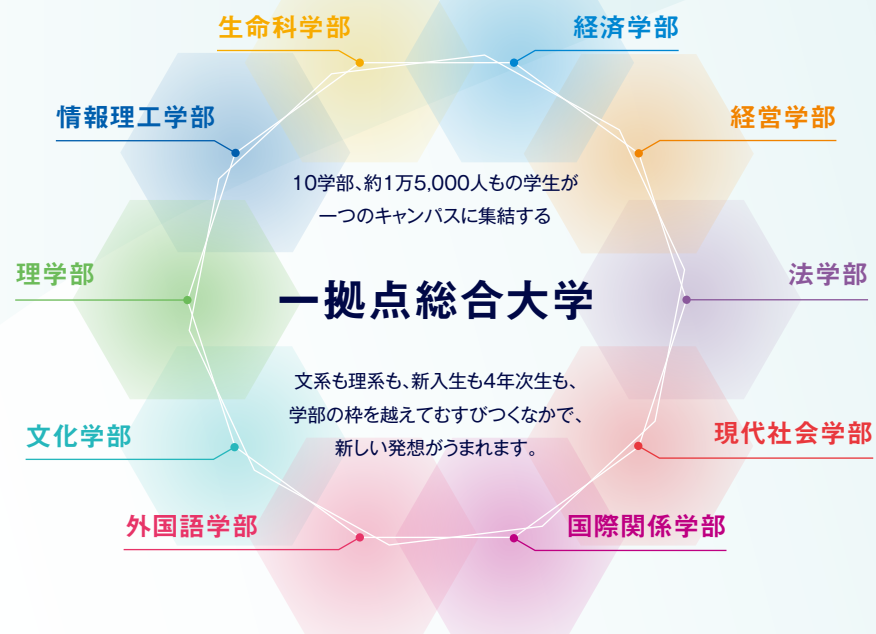 生命科学部
経済学部
情報理工学部
経営学部
10学部、約1万5,000人もの学生が
一つのキャンパスに集結する
理学部
一拠点総合大学
法学部
文系も理系も、新入生も4年次生も、
学部の枠を越えてむすびつくなかで、
新しい発想がうまれます。
文化学部
現代社会学部
外国語学部
国際関係学部